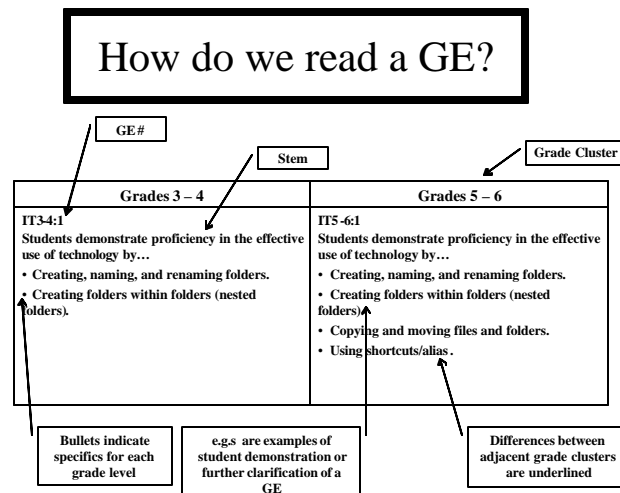 How do we read a GE?
GE#
Stem
Grade Cluster
Grades 3 – 4
Grades 5 – 6
IT3-4:1
Students demonstrate proficiency in the effective
use of technology by…
• Creating, naming, and renaming folders.
• Creating folders within folders (nested
folders).
IT5-6:1
Students demonstrate proficiency in the effective
use of technology by…
• Creating, naming, and renaming folders.
• Creating folders within folders (nested
folders).
• Copying and moving files and folders.
• Using shortcuts/alias.
Bullets indicate
specifics for each
grade level
e.g.s are examples of
student demonstration or
further clarification of a
GE
Differences between
adjacent grade clusters
are underlined